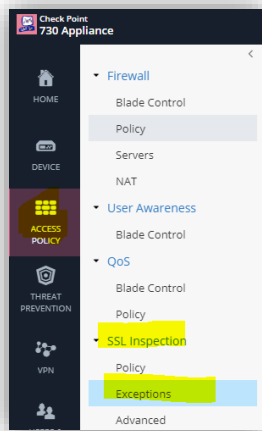 Check Point
730 Appliance
HOME
DEVICE
ACCESS
POLICY
THREAT
PREVENTION
VPN
Firewall
Blade Control
Policy
Servers
NAT
User Awareness
Blade Control
QoS
Blade Control
Policy
SSL Inspection
Policy
Exceptions
Advanced